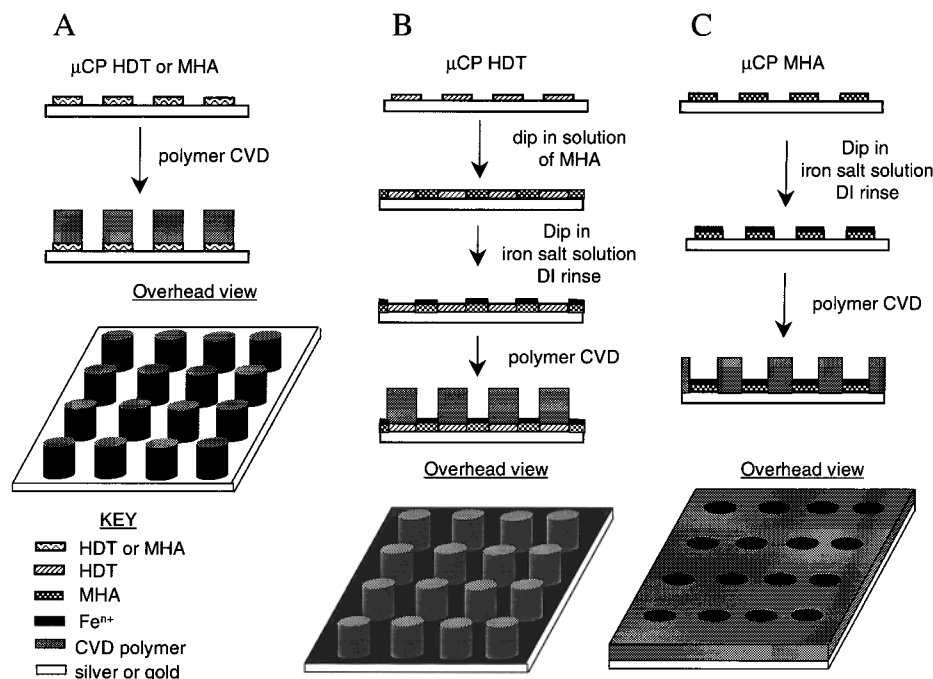 A
μCP HDT or MHA
polymer CVD
Overhead view
KEY
HDT or MHA
HDT
MHA
Feⁿ⁺
CVD polymer
silver or gold
B
μCP HDT
dip in solution
of MHA
Dip in
iron salt solution
DI rinse
polymer CVD
Overhead view
C
μCP MHA
Dip in
iron salt solution
DI rinse
polymer CVD
Overhead view